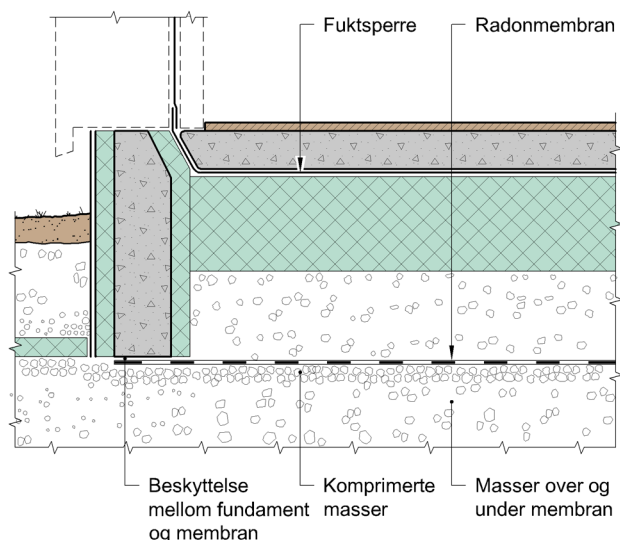 Fuktsperre
Radonmembran
Beskyttelse
mellom fundament
og membran
Komprimerte
masser
Masser over og
under membran